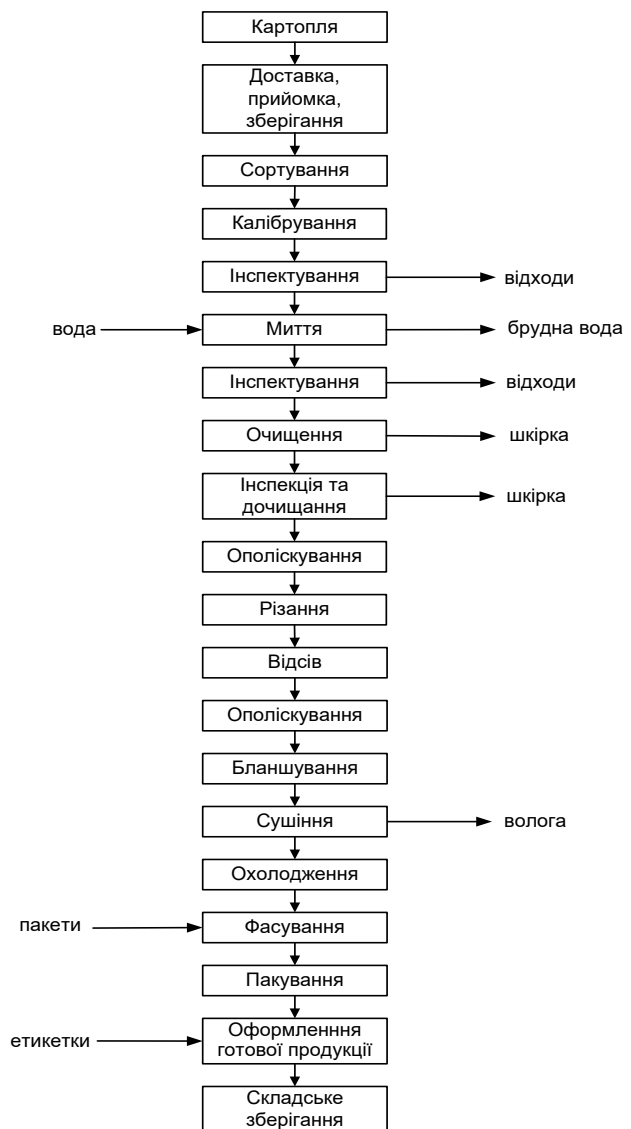 Картопля
Доставка,
прийомка,
зберігання
Сортування
Калібрування
Інспектування
відходи
вода
Миття
брудна вода
Інспектування
відходи
Очищення
шкірка
Інспекція та
дочищання
шкірка
Ополіскування
Різання
Відсів
Ополіскування
Бланшування
Сушіння
волога
Охолодження
пакети
Фасування
Пакування
етикетки
Оформленння
готової продукції
Складське
зберігання